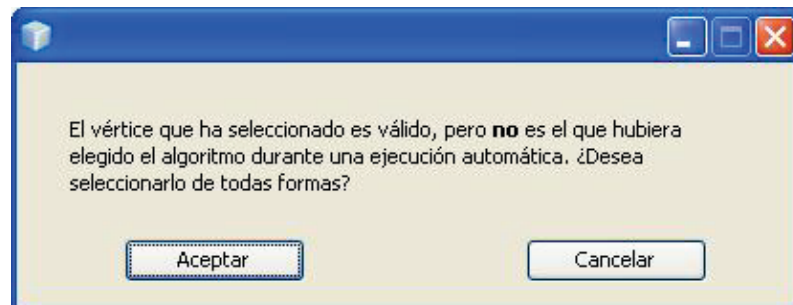 El vértice que ha seleccionado es válido, pero no es el que hubiera
elegido el algoritmo durante una ejecución automática. ¿Desea
seleccionarlo de todas formas?
Aceptar
Cancelar